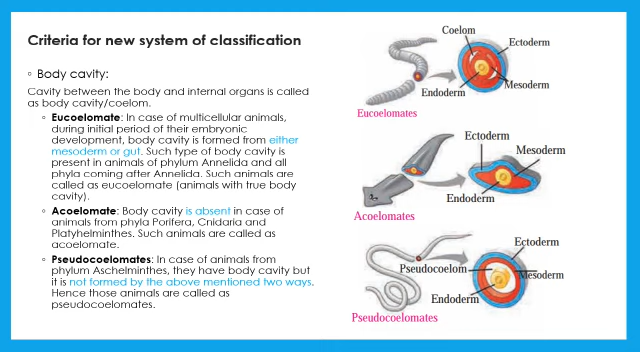 Criteria for new system of classification
◦ Body cavity:
Cavity between the body and internal organs is called
as body cavity/coelom.
◦ Eucoelomate: In case of multicellular animals,
during initial period of their embryonic
development, body cavity is formed from either
mesoderm or gut. Such type of body cavity is
present in animals of phylum Annelida and all
phyla coming after Annelida. Such animals are
called as eucoelomate (animals with true body
cavity).
◦ Acoelomate: Body cavity is absent in case of
animals from phyla Porifera, Cnidaria and
Platyhelminthes. Such animals are called as
acoelomate.
◦ Pseudocoelomates: In case of animals from
phylum Aschelminthes, they have body cavity but
it is not formed by the above mentioned two ways.
Hence those animals are called as
pseudocoelomates.
Coelom
Ectoderm
Mesoderm
Endoderm
Eucoelomates
Ectoderm
Mesoderm
Endoderm
Acoelomates
Ectoderm
Pseudocoelom
Mesoderm
Endoderm
Pseudocoelomates